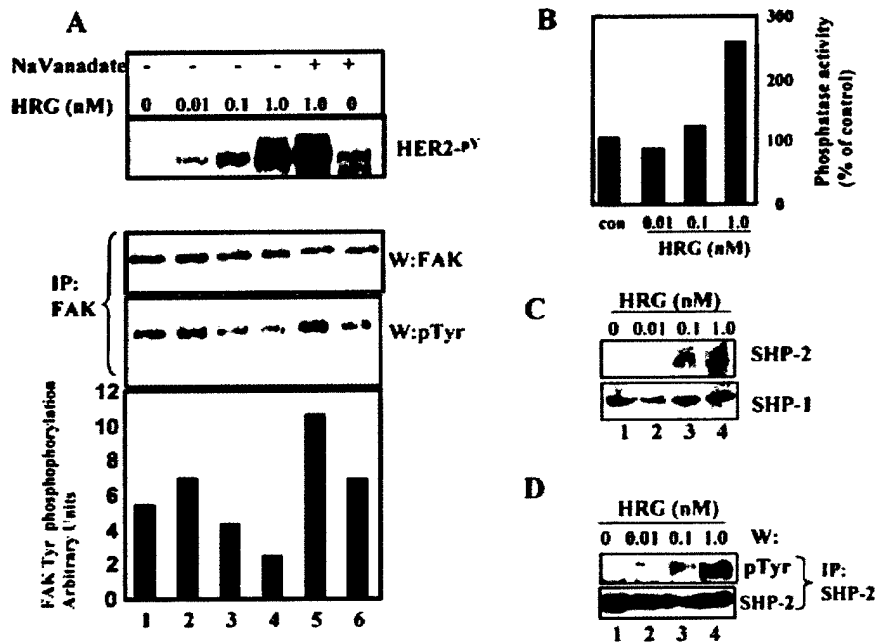 A
NaVanadate - - - - + +
HRG (nM) 0 0.01 0.1 1.0 1.0 0
HER2-pY
IP:
FAK
W:FAK
W:pTyr
FAK Tyr phosphophorylation
Arbitrary Units
12
10
8
6
4
2
0
1 2 3 4 5 6
B
300
200
100
0
Phosphatase activity
(% of control)
con 0.01 0.1 1.0
HRG (nM)
C
HRG (nM)
0 0.01 0.1 1.0
SHP-2
SHP-1
1 2 3 4
D
HRG (nM)
0 0.01 0.1 1.0 W:
pTyr
SHP-2
IP:
SHP-2
1 2 3 4